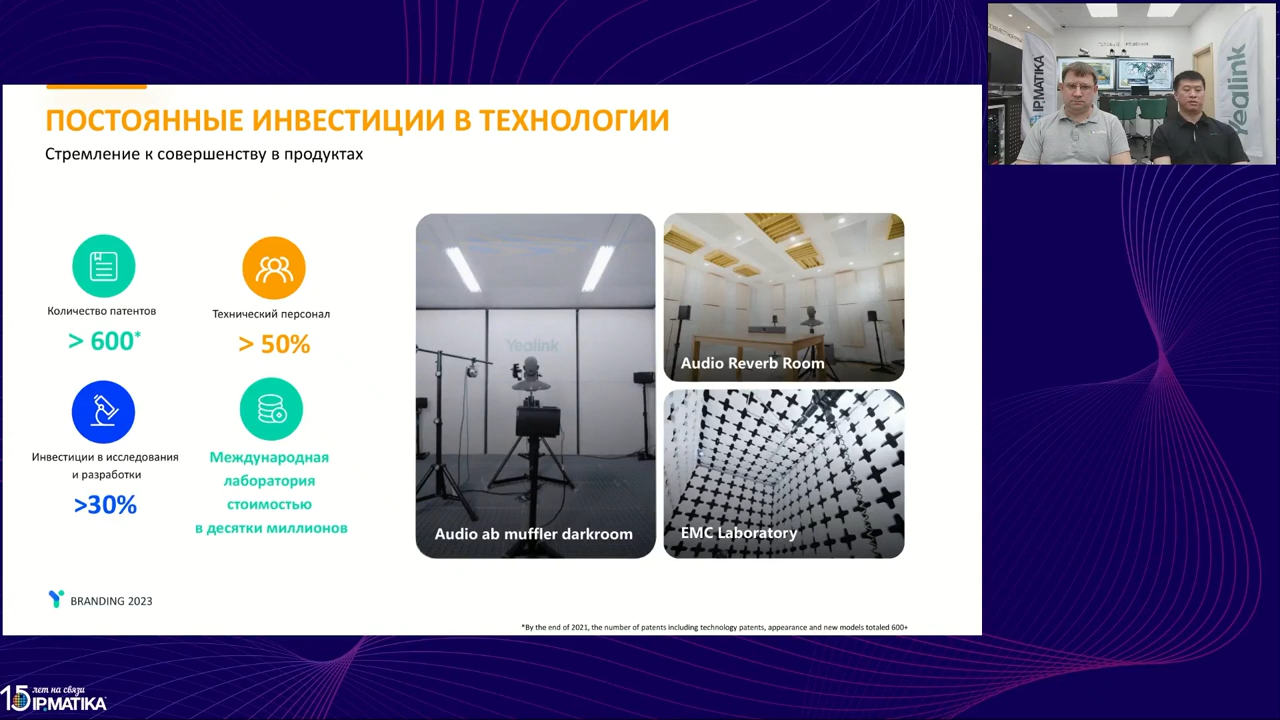 ПОСТОЯННЫЕ ИНВЕСТИЦИИ В ТЕХНОЛОГИИ
Стремление к совершенству в продуктах
Количество патентов
> 600*
Технический персонал
> 50%
Инвестиции в исследования
и разработки
>30%
Международная
лаборатория
стоимостью
в десятки миллионов
Yealink
Audio ab muffler darkroom
Audio Reverb Room
EMC Laboratory
BRANDING 2023
*By the end of 2021, the number of patents including technology patents, appearance and new models totaled 600+
IPMATIKA
Yealink
15 лет на связи
IPMATIKA